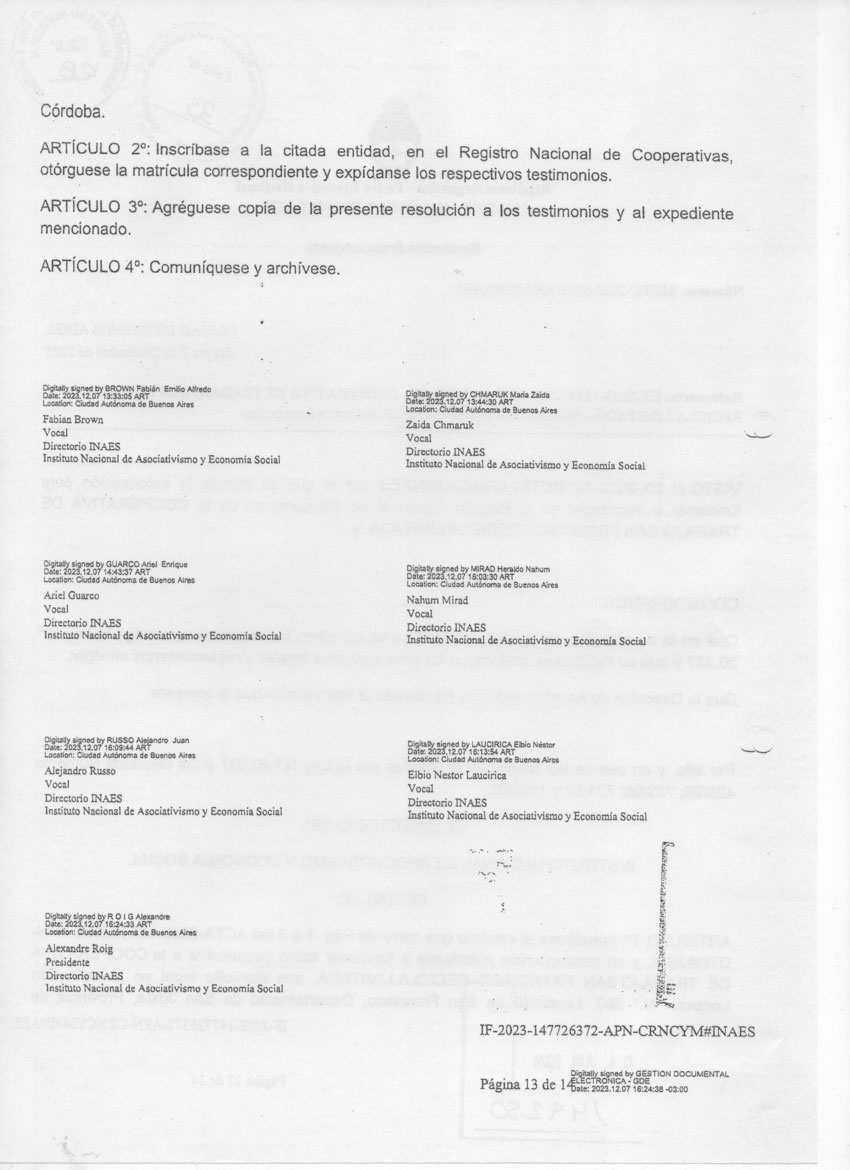 Córdoba.
ARTÍCULO 2º: Inscríbase a la citada entidad, en el Registro Nacional de Cooperativas,
otórguese la matrícula correspondiente y expídanse los respectivos testimonios.
ARTÍCULO 3º: Agréguese copia de la presente resolución a los testimonios y al expediente
mencionado.
ARTÍCULO 4º: Comuníquese y archívese.
Digitally signed by BROWN Fabián Emilio Alfredo
Date: 2023.12.07 13:33:05 ART
Location: Ciudad Autónoma de Buenos Aires
Fabian Brown
Vocal
Directorio INAES
Instituto Nacional de Asociativismo y Economía Social
Digitally signed by CHMARUK Maria Zaida
Date: 2023.12.07 13:44:30 ART
Location: Ciudad Autónoma de Buenos Aires
Zaida Chmaruk
Vocal
Directorio INAES
Instituto Nacional de Asociativismo y Economía Social
Digitally signed by GUARCO Ariel Enrique
Date: 2023.12.07 14:43:37 ART
Location: Ciudad Autónoma de Buenos Aires
Ariel Guarco
Vocal
Directorio INAES
Instituto Nacional de Asociativismo y Economía Social
Digitally signed by MIRAD Heraldo Nahum
Date: 2023.12.07 15:03:30 ART
Location: Ciudad Autónoma de Buenos Aires
Nahum Mirad
Vocal
Directorio INAES
Instituto Nacional de Asociativismo y Economía Social
Digitally signed by RUSSO Alejandro Juan
Date: 2023.12.07 16:09:44 ART
Location: Ciudad Autónoma de Buenos Aires
Alejandro Russo
Vocal
Directorio INAES
Instituto Nacional de Asociativismo y Economía Social
Digitally signed by LAUCIRICA Elbio Néstor
Date: 2023.12.07 16:13:54 ART
Location: Ciudad Autónoma de Buenos Aires
Elbio Nestor Laucirica
Vocal
Directorio INAES
Instituto Nacional de Asociativismo y Economía Social
Digitally signed by R O I G Alexandre
Date: 2023.12.07 16:24:33 ART
Location: Ciudad Autónoma de Buenos Aires
Alexandre Roig
Presidente
Directorio INAES
Instituto Nacional de Asociativismo y Economía Social
IF-2023-147726372-APN-CRNCYM#INAES
Página 13 de 14
Digitally signed by GESTION DOCUMENTAL
ELECTRONICA - GDE
Date: 2023.12.07 16:24:38 -03:00